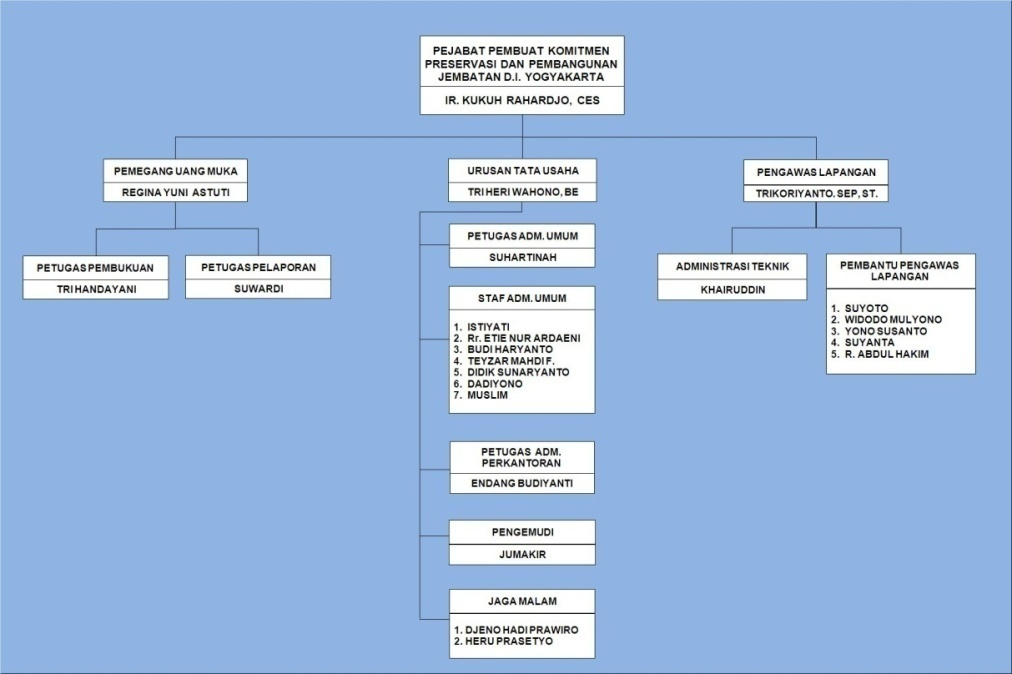 PEJABAT PEMBUAT KOMITMEN
PRESERVASI DAN PEMBANGUNAN
JEMBATAN D.I. YOGYAKARTA
IR. KUKUH RAHARDJO, CES
PEMEGANG UANG MUKA
REGINA YUNI ASTUTI
PETUGAS PEMBUKUAN
TRI HANDAYANI
PETUGAS PELAPORAN
SUWARDI
URUSAN TATA USAHA
TRI HERI WAHONO, BE
PETUGAS ADM. UMUM
SUHARTINAH
STAF ADM. UMUM
1. ISTIYATI
2. Rr. ETIE NUR ARDAENI
3. BUDI HARYANTO
4. TEYZAR MAHDI F.
5. DIDIK SUNARYANTO
6. DADIYONO
7. MUSLIM
PETUGAS ADM.
PERKANTORAN
ENDANG BUDIYANTI
PENGEMUDI
JUMAKIR
JAGA MALAM
1. DJENO HADI PRAWIRO
2. HERU PRASETYO
PENGAWAS LAPANGAN
TRIKORIYANTO. SEP, ST.
ADMINISTRASI TEKNIK
KHAIRUDDIN
PEMBANTU PENGAWAS
LAPANGAN
1. SUYOTO
2. WIDODO MULYONO
3. YONO SUSANTO
4. SUYANTA
5. R. ABDUL HAKIM